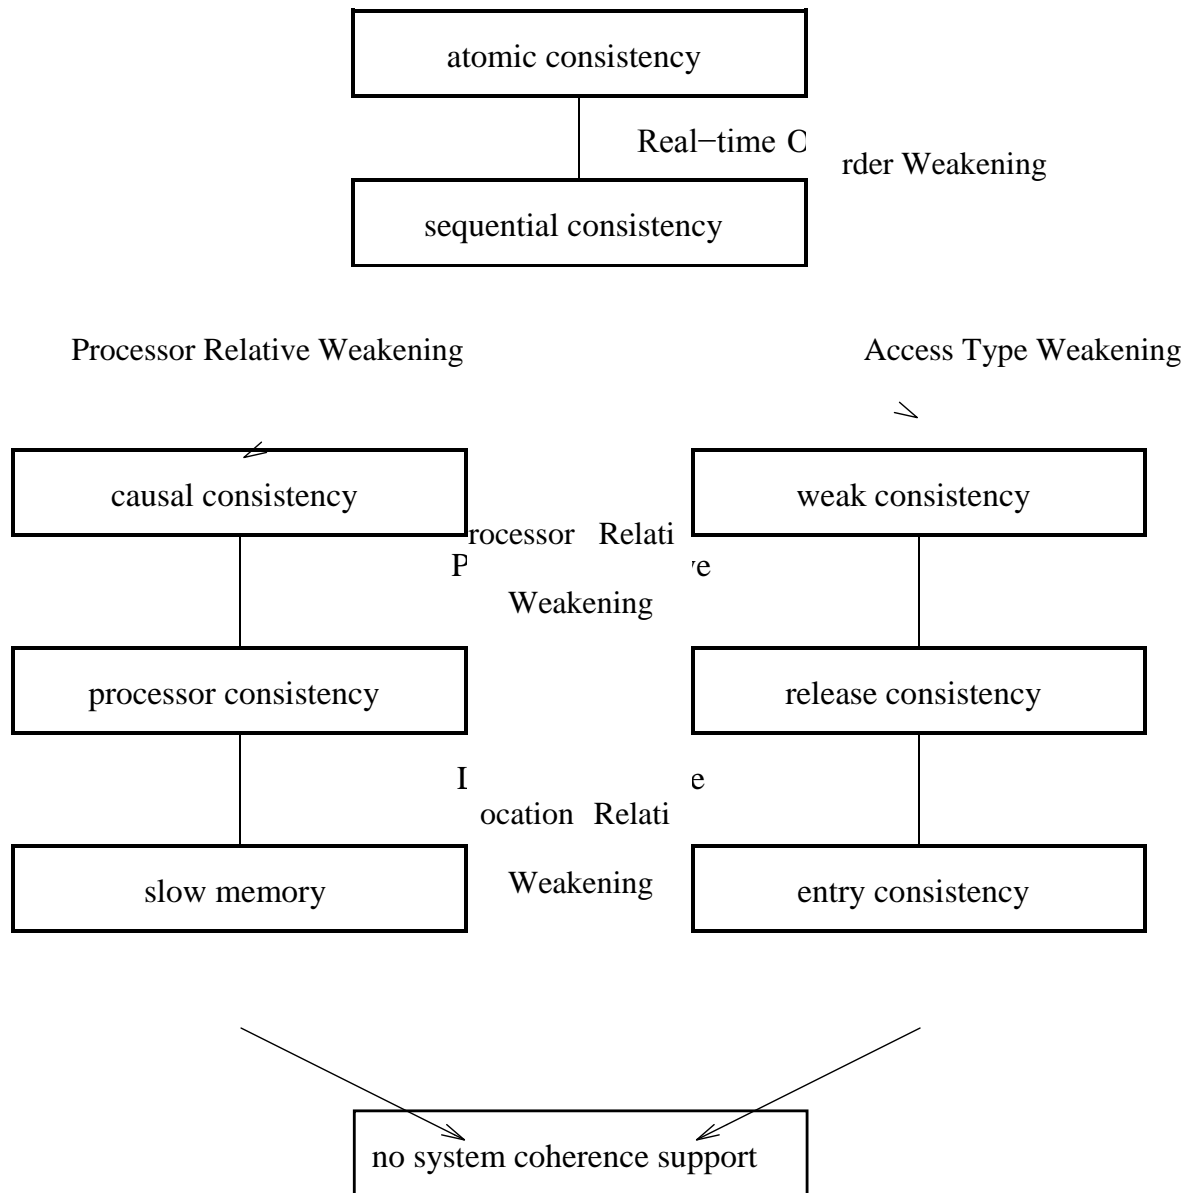 atomic consistency
Real−time O
rder Weakening
sequential consistency
Processor Relative Weakening
Access Type Weakening
causal consistency
weak consistency
rocessor Relati
P ve
Weakening
processor consistency
release consistency
L e
ocation Relati
Weakening
slow memory
entry consistency
no system coherence support